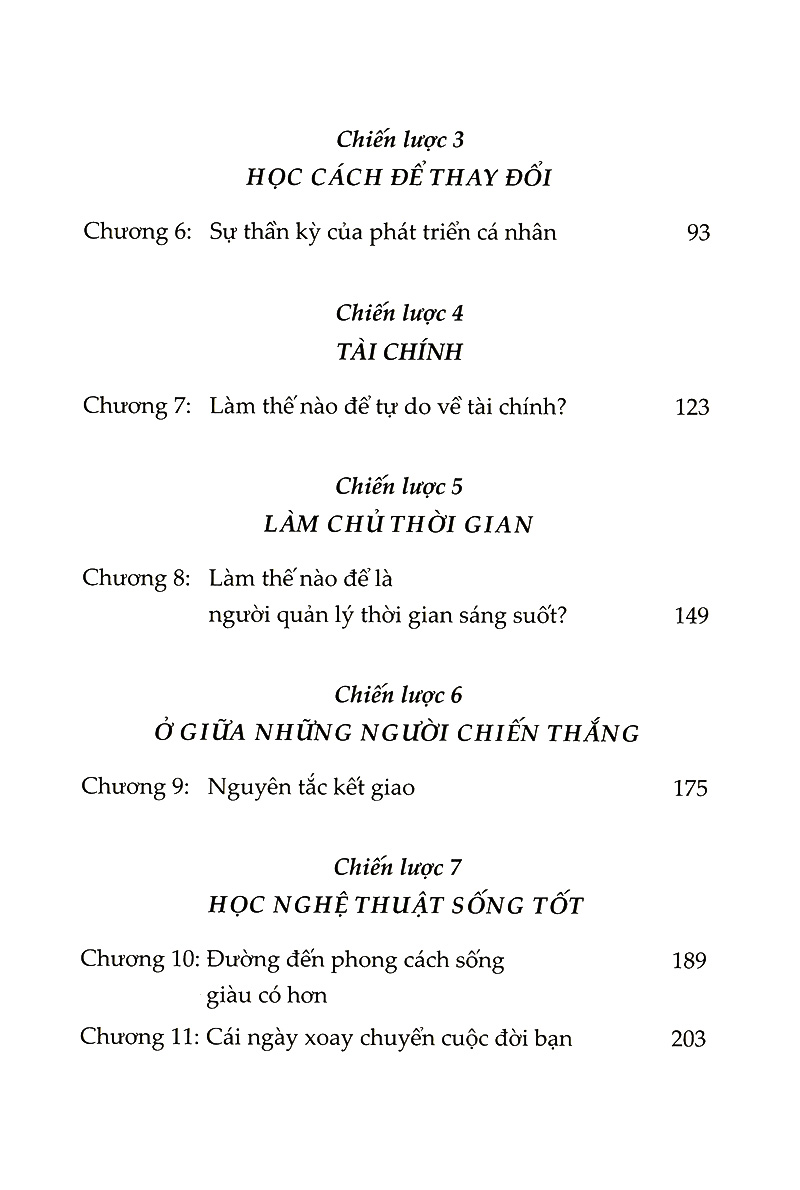 Chiến lược 3
HỌC CÁCH ĐỂ THAY ĐỔI
Chương 6: Sự thần kỳ của phát triển cá nhân 93
Chiến lược 4
TÀI CHÍNH
Chương 7: Làm thế nào để tự do về tài chính? 123
Chiến lược 5
LÀM CHỦ THỜI GIAN
Chương 8: Làm thế nào để là
người quản lý thời gian sáng suốt? 149
Chiến lược 6
Ở GIỮA NHỮNG NGƯỜI CHIẾN THẮNG
Chương 9: Nguyên tắc kết giao 175
Chiến lược 7
HỌC NGHỆ THUẬT SỐNG TỐT
Chương 10: Đường đến phong cách sống 189
giàu có hơn
Chương 11: Cái ngày xoay chuyển cuộc đời bạn 203